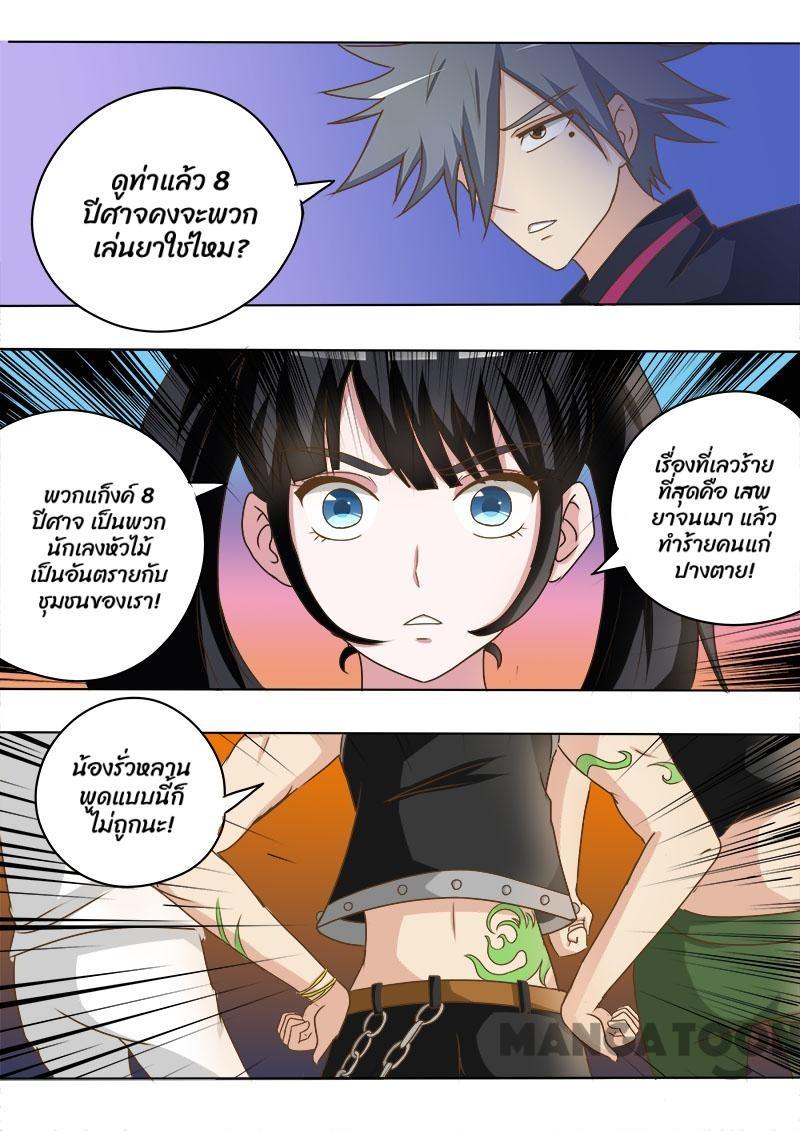 ดูท่าแล้ว 8
ปีศาจคงจะพวก
เล่นยาใช่ไหม?
พวกแก็งค์ 8
ปีศาจ เป็นพวก
นักเลงหัวไม้
เป็นอันตรายกับ
ชุมชนของเรา!
เรื่องที่เลวร้าย
ที่สุดคือ เสพ
ยาจนเมา แล้ว
ทำร้ายคนแก่
ปางตาย!
น้องรั่วหลาน
พูดแบบนี้ก็
ไม่ถูกนะ!
MANGATOON